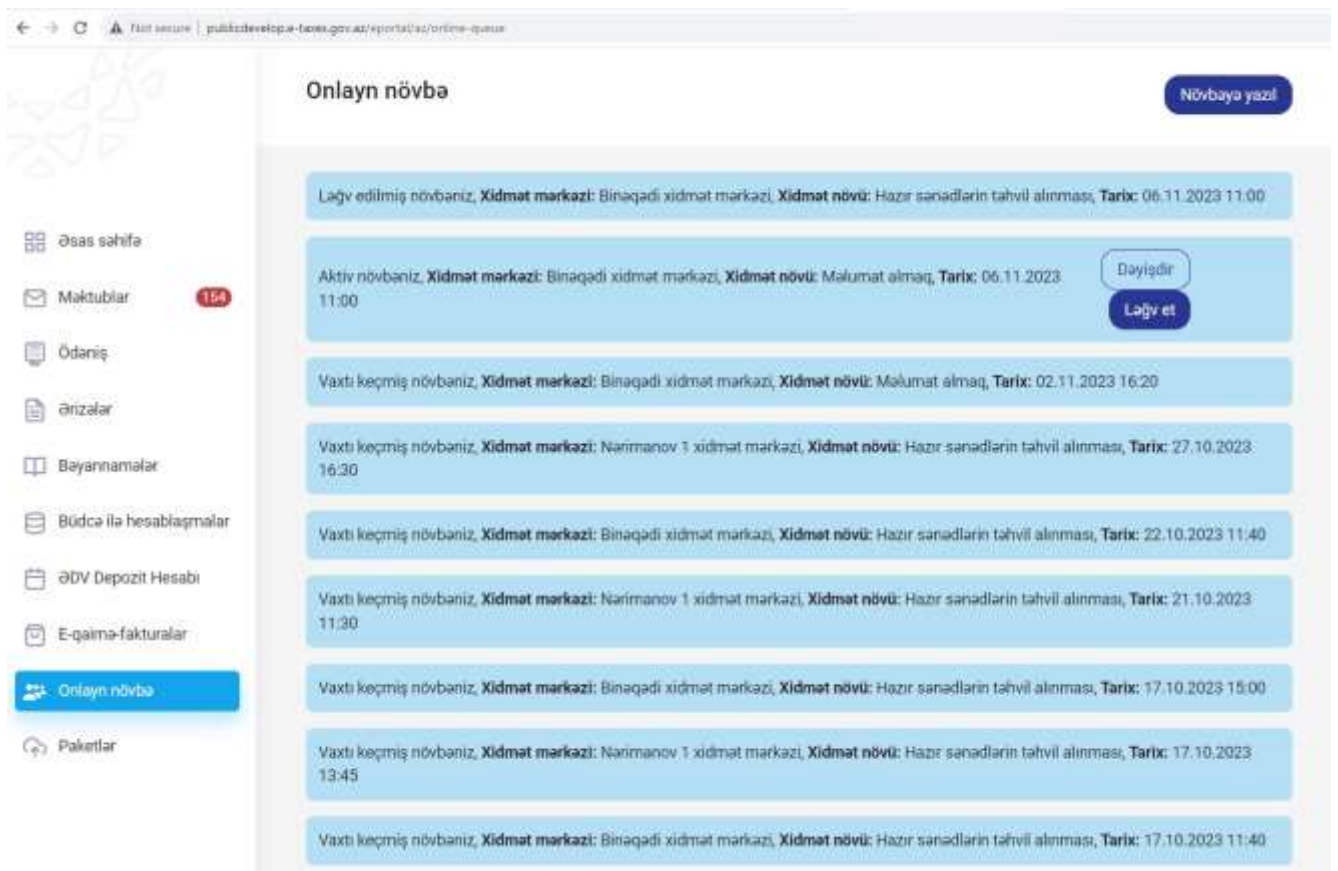 Not secure | publicdevelop.e-taxes.gov.az/eportal/az/online-queue
Onlayn növbə
Növbəyə yazıl
Ləğv edilmiş növbəniz, Xidmət mərkəzi: Binəqədi xidmət mərkəzi, Xidmət növü: Hazır sənədlərin təhvil alınması, Tarix: 06.11.2023 11:00
Əsas səhifə
Aktiv növbəniz, Xidmət mərkəzi: Binəqədi xidmət mərkəzi, Xidmət növü: Məlumat almaq, Tarix: 06.11.2023
11:00
Dəyişdir
Ləğv et
Məktublar 154
Ödəniş
Vaxtı keçmiş növbəniz, Xidmət mərkəzi: Binəqədi xidmət mərkəzi, Xidmət növü: Məlumat almaq, Tarix: 02.11.2023 16:20
Ərizələr
Vaxtı keçmiş növbəniz, Xidmət mərkəzi: Nərimanov 1 xidmət mərkəzi, Xidmət növü: Hazır sənədlərin təhvil alınması, Tarix: 27.10.2023
16:30
Bəyannamələr
Büdcə ilə hesablaşmalar
Vaxtı keçmiş növbəniz, Xidmət mərkəzi: Binəqədi xidmət mərkəzi, Xidmət növü: Hazır sənədlərin təhvil alınması, Tarix: 22.10.2023 11:40
ƏDV Depozit Hesabı
Vaxtı keçmiş növbəniz, Xidmət mərkəzi: Nərimanov 1 xidmət mərkəzi, Xidmət növü: Hazır sənədlərin təhvil alınması, Tarix: 21.10.2023
11:30
E-qaimə-fakturalar
Onlayn növbə
Vaxtı keçmiş növbəniz, Xidmət mərkəzi: Binəqədi xidmət mərkəzi, Xidmət növü: Hazır sənədlərin təhvil alınması, Tarix: 17.10.2023 15:00
Paketlər
Vaxtı keçmiş növbəniz, Xidmət mərkəzi: Nərimanov 1 xidmət mərkəzi, Xidmət növü: Hazır sənədlərin təhvil alınması, Tarix: 17.10.2023
13:45
Vaxtı keçmiş növbəniz, Xidmət mərkəzi: Binəqədi xidmət mərkəzi, Xidmət növü: Hazır sənədlərin təhvil alınması, Tarix: 17.10.2023 11:40